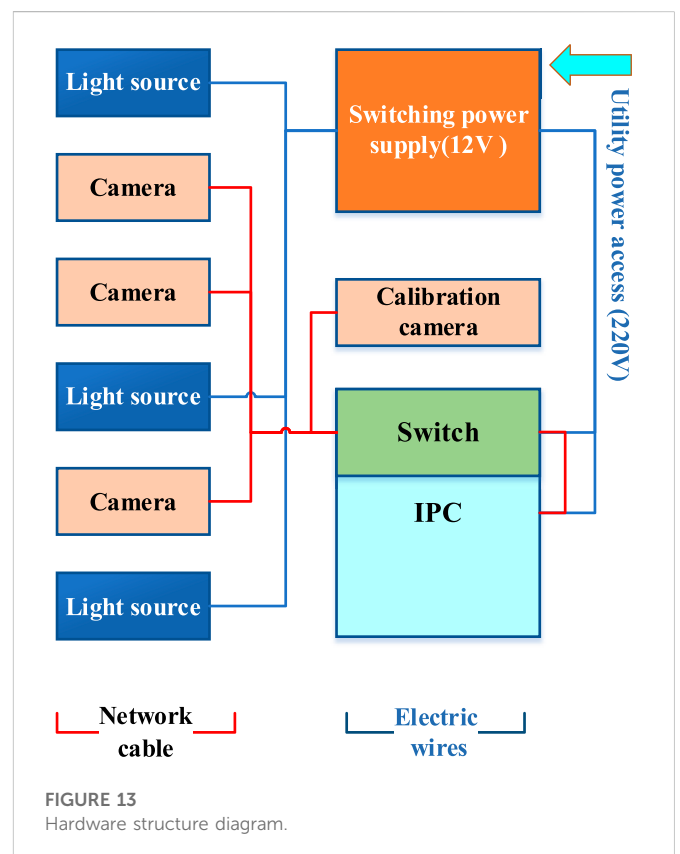 Light source
Camera
Camera
Light source
Camera
Light source
Switching power
supply(12V )
Calibration
camera
Switch
IPC
Utility power access (220V)
Network
cable
Electric
wires
FIGURE 13
Hardware structure diagram.